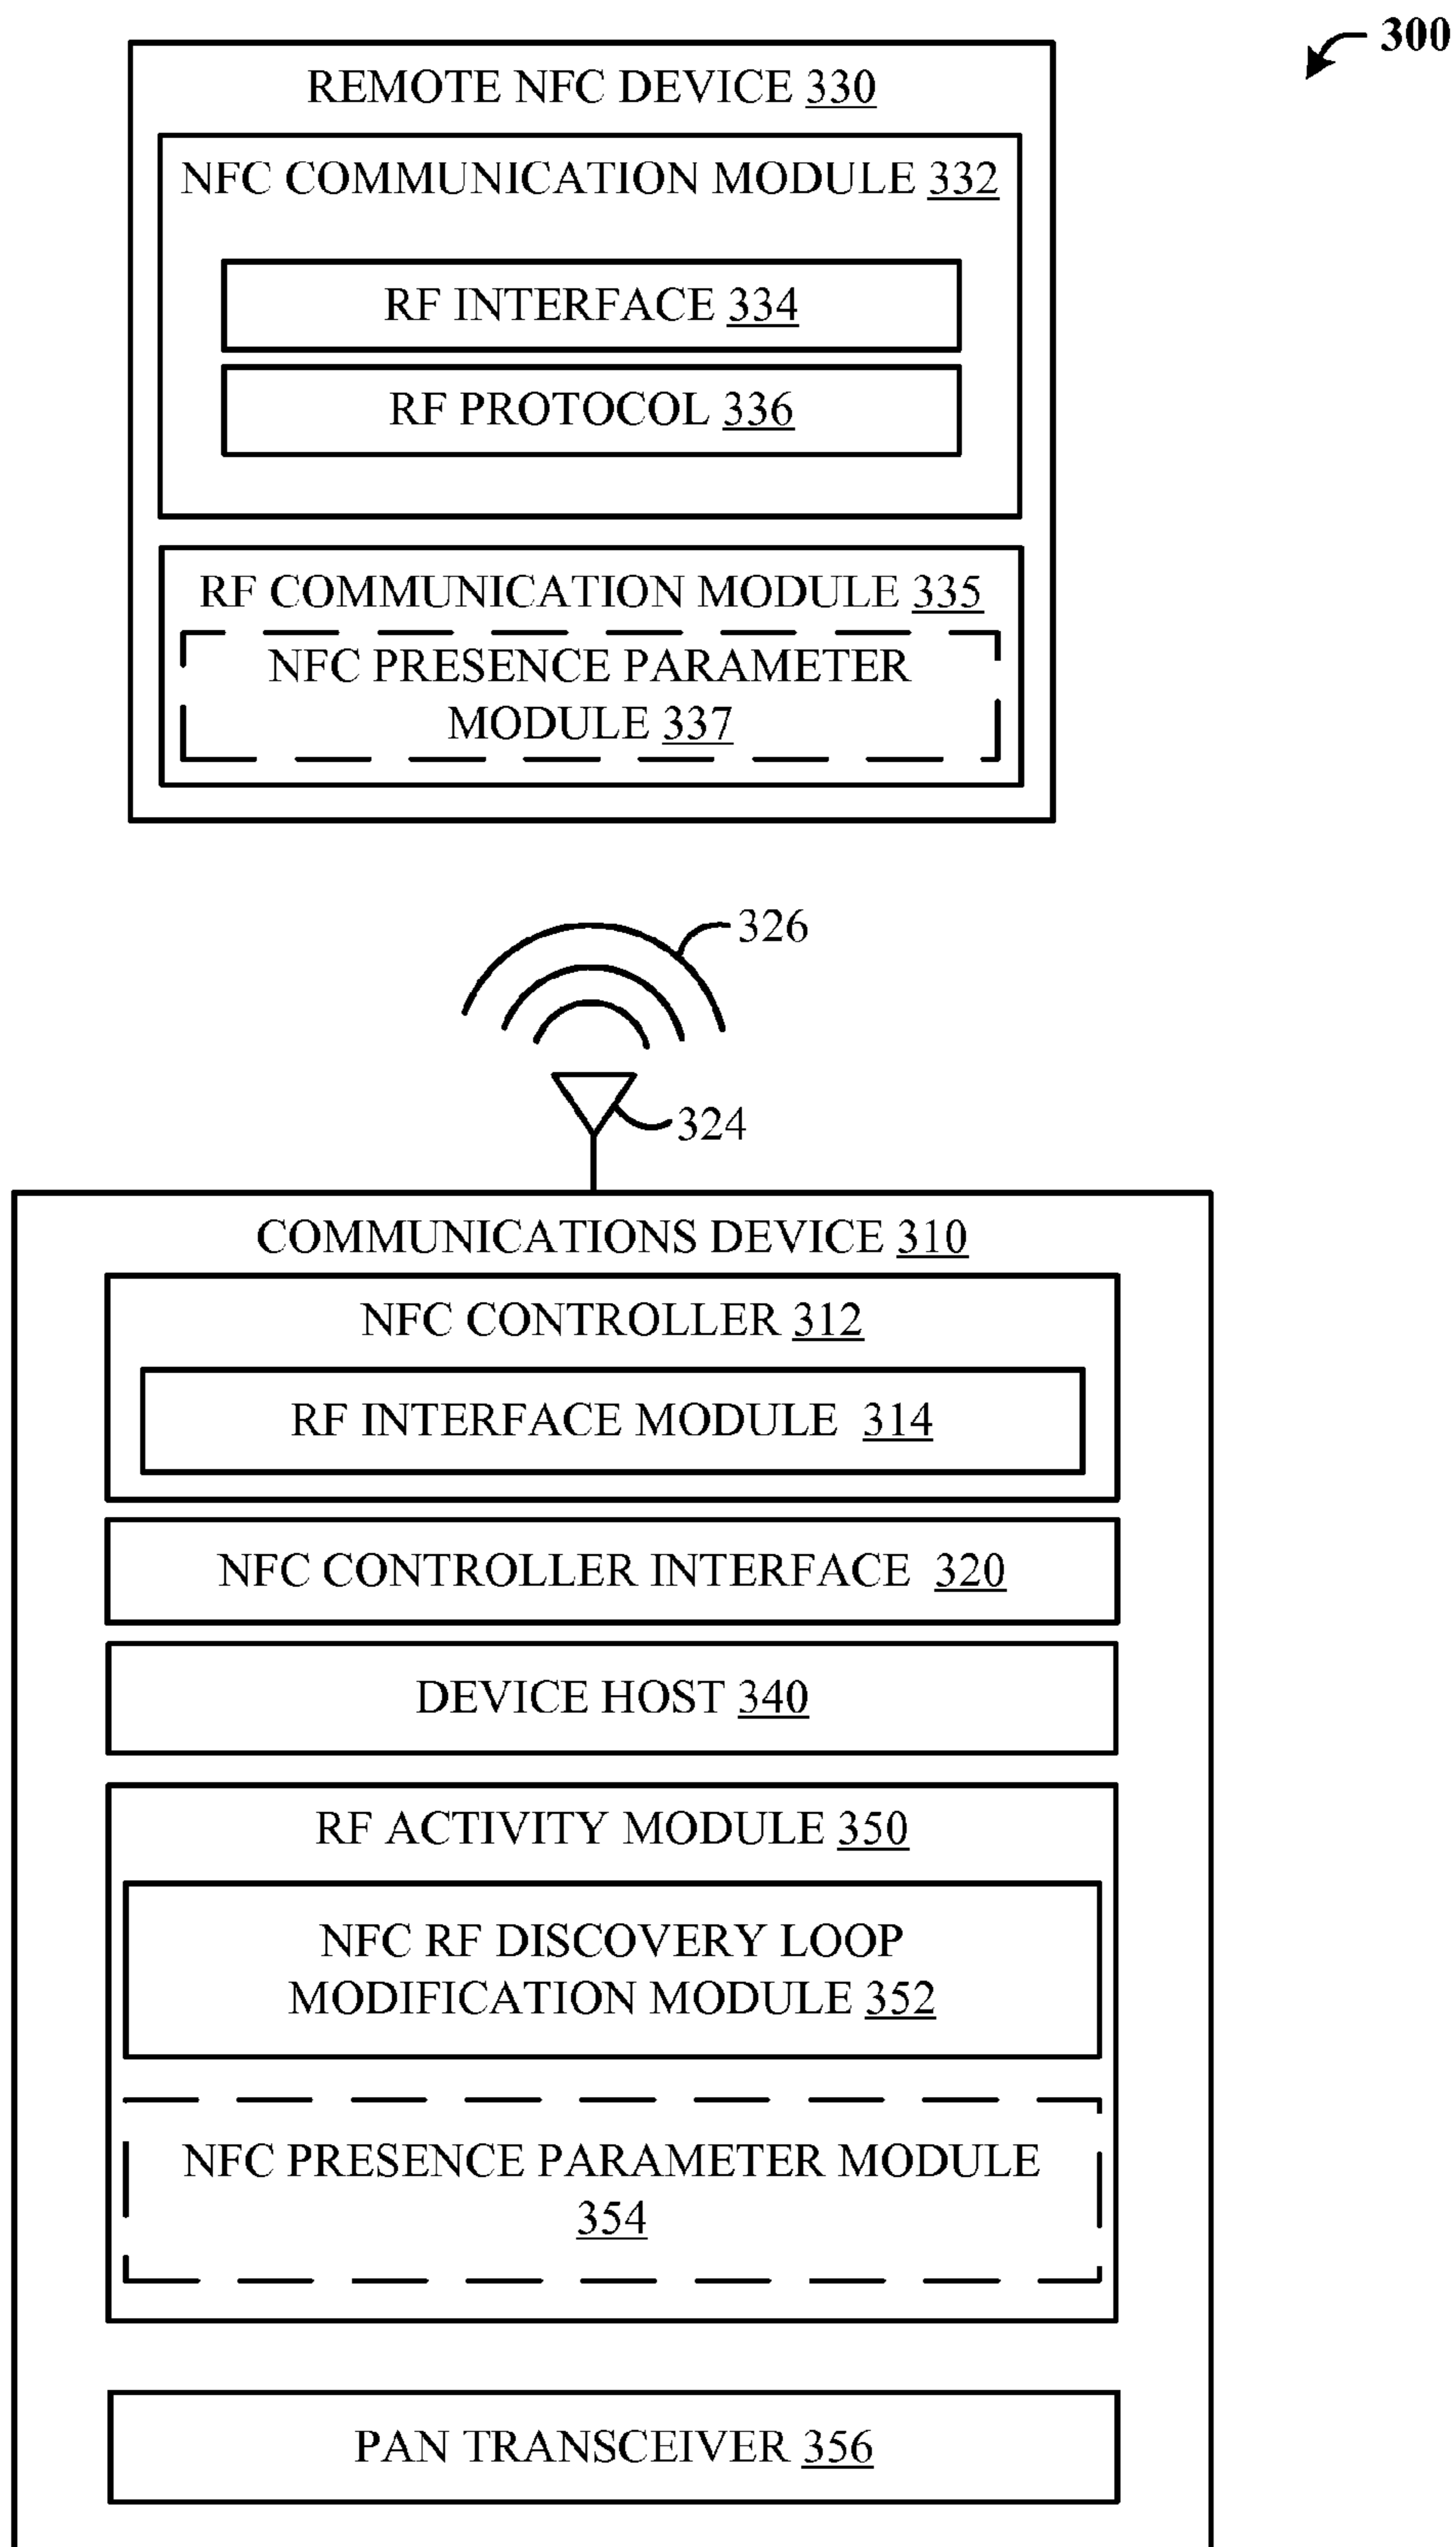 300
REMOTE NFC DEVICE 330
NFC COMMUNICATION MODULE 332
RF INTERFACE 334
RF PROTOCOL 336
RF COMMUNICATION MODULE 335
NFC PRESENCE PARAMETER
MODULE 337
326
324
COMMUNICATIONS DEVICE 310
NFC CONTROLLER 312
RF INTERFACE MODULE 314
NFC CONTROLLER INTERFACE 320
DEVICE HOST 340
RF ACTIVITY MODULE 350
NFC RF DISCOVERY LOOP
MODIFICATION MODULE 352
NFC PRESENCE PARAMETER MODULE
354
PAN TRANSCEIVER 356